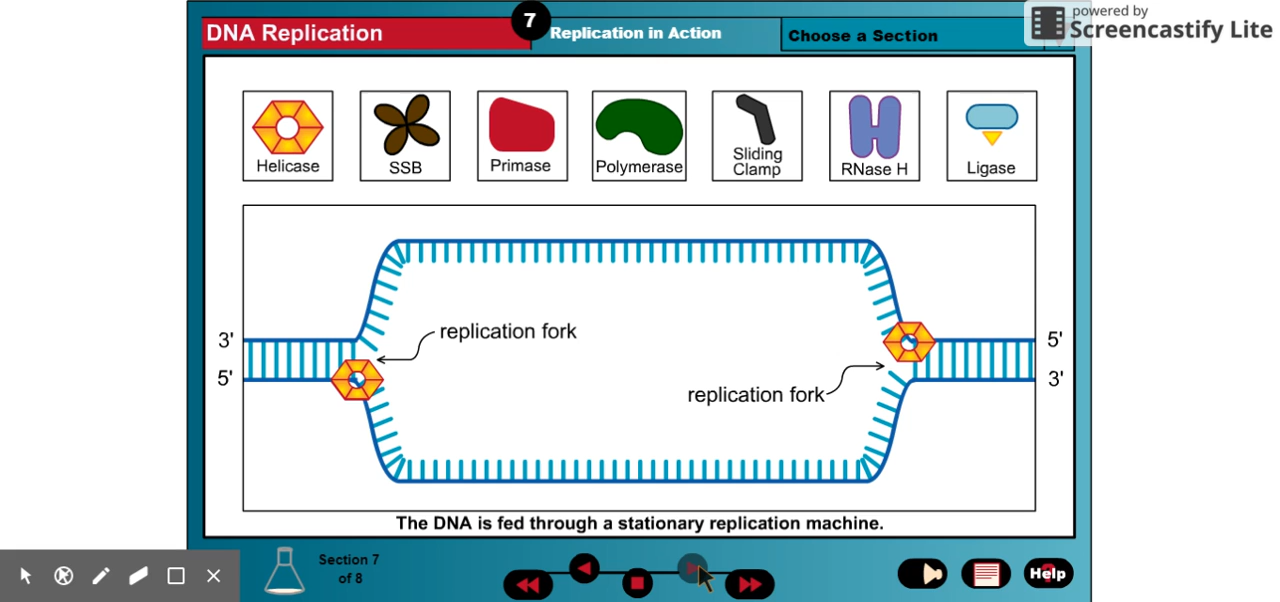 powered by
Screencastify Lite
DNA Replication
7
Replication in Action
Choose a Section
Helicase
SSB
Primase
Polymerase
Sliding
Clamp
RNase H
Ligase
replication fork
3'
5'
5'
3'
replication fork
The DNA is fed through a stationary replication machine.
Section 7
of 8
Help